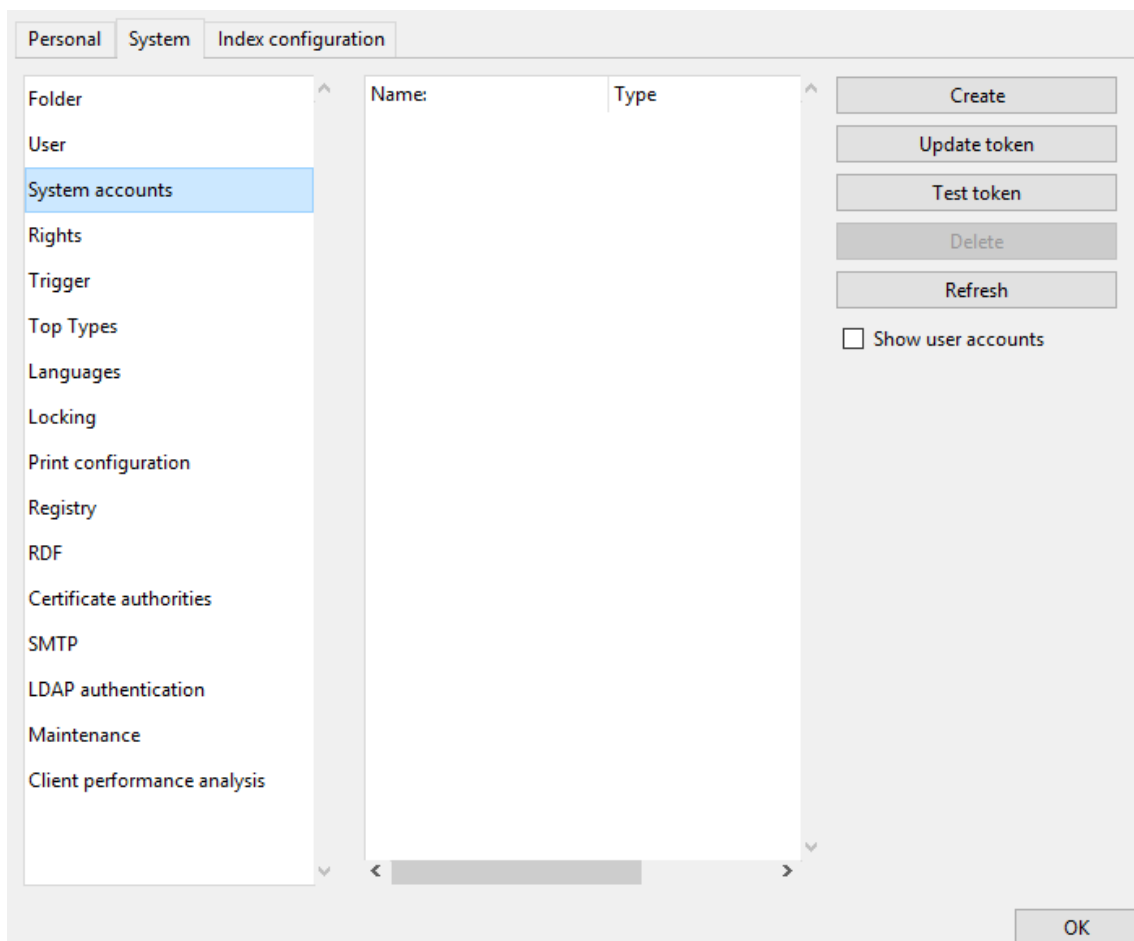 Personal System Index configuration
Folder
User
System accounts
Rights
Trigger
Top Types
Languages
Locking
Print configuration
Registry
RDF
Certificate authorities
SMTP
LDAP authentication
Maintenance
Client performance analysis
Name: Type
Create
Update token
Test token
Delete
Refresh
Show user accounts
OK